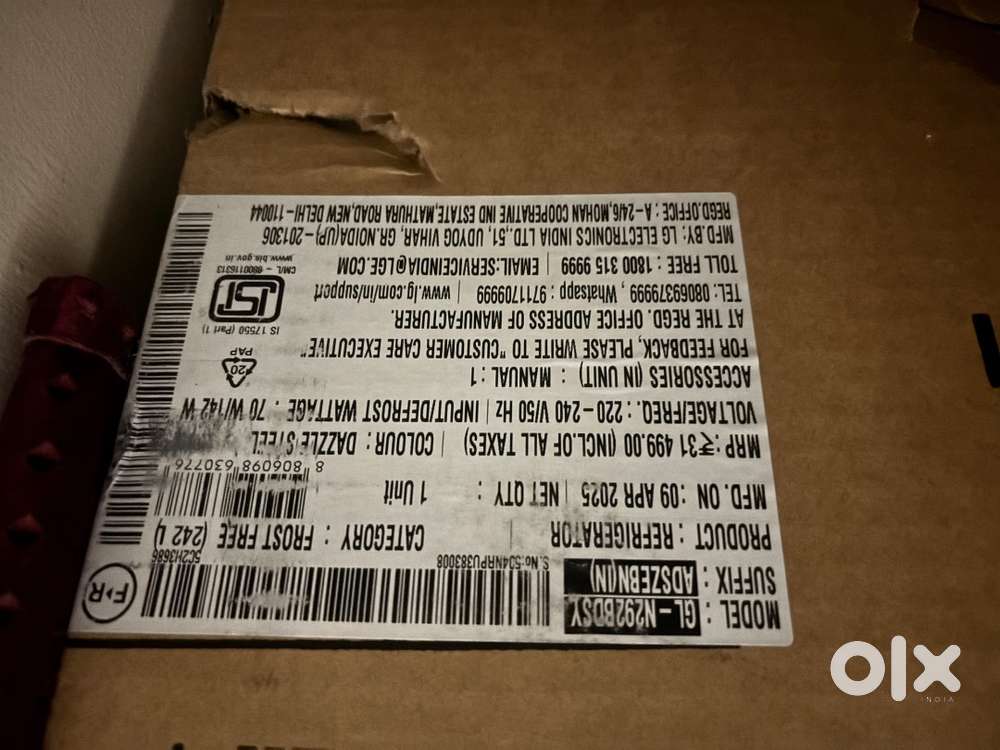 MODEL : GL-N292BDSY
SUFFIX : ADSZEBN(IN)
S.No:504NRPU383008
F R
PRODUCT : REFRIGERATOR
CATEGORY : FROST FREE (242 L)
5C2H3686
MFD. ON :09 APR 2025 | NET QTY : 1 Unit
8 806098 630776
MRP:₹31 499.00 (INCL.OF ALL TAXES) | COLOUR : DAZZLE STEEL
VOLTAGE/FREQ. : 220-240 V/50 Hz | INPUT/DEFROST WATTAGE : 70 W/142 W
ACCESSORIES (IN UNIT) : MANUAL : 1
FOR FEEDBACK, PLEASE WRITE TO "CUSTOMER CARE EXECUTIVE"
AT THE REGD. OFFICE ADDRESS OF MANUFACTURER.
TEL: 08069379999 , Whatsapp : 9711709999 | www.lg.com/in/support
TOLL FREE : 1800 315 9999 | EMAIL:SERVICEINDIA@LGE.COM
MFD.BY: LG ELECTRONICS INDIA LTD.,51, UDYOG VIHAR, GR.NOIDA(UP)-201306
REGD.OFFICE : A-24/6,MOHAN COOPERATIVE IND ESTATE,MATHURA ROAD,NEW DELHI-110044
20
PAP
IS 17550 (Part 1)
ISI
CM/L - 8600116313
www.bis.gov.in
olx
INDIA